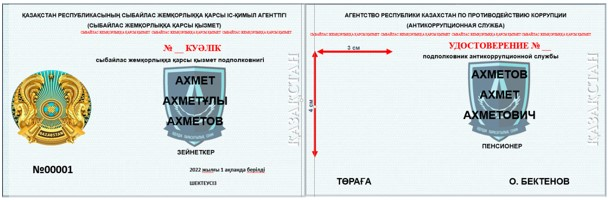 ҚАЗАҚСТАН РЕСПУБЛИКАСЫНЫҢ СЫБАЙЛАС ЖЕМҚОРЛЫҚҚА ҚАРСЫ ІС-ҚИМЫЛ АГЕНТТІГІ
(СЫБАЙЛАС ЖЕМҚОРЛЫҚҚА ҚАРСЫ ҚЫЗМЕТ)
№ __ КУӘЛІК
сыбайлас жемқорлыққа қарсы қызмет подполковнигі
АХМЕТ
АХМЕТҰЛЫ
АХМЕТОВ
ЗЕЙНЕТКЕР
ҚАЗАҚСТАН
№00001
2022 жылғы 1 ақпанда берілді
ШЕКТЕУСІЗ
ҚАЗАҚСТАН
АГЕНТСТВО РЕСПУБЛИКИ КАЗАХСТАН ПО ПРОТИВОДЕЙСТВИЮ КОРРУПЦИИ
(АНТИКОРРУПЦИОННАЯ СЛУЖБА)
УДОСТОВЕРЕНИЕ № __
3 см
подполковник антикоррупционной службы
4 см
АХМЕТОВ
АХМЕТ
АХМЕТОВИЧ
ПЕНСИОНЕР
ҚАЗАҚСТАН
ТӨРАҒА
О. БЕКТЕНОВ